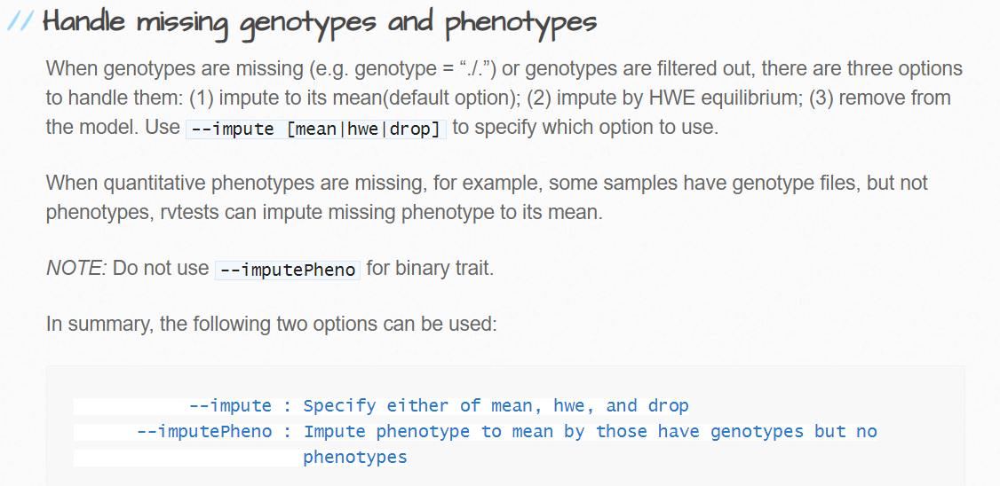 // Handle missing genotypes and phenotypes
When genotypes are missing (e.g. genotype = “./.”) or genotypes are filtered out, there are three options
to handle them: (1) impute to its mean(default option); (2) impute by HWE equilibrium; (3) remove from
the model. Use --impute [mean|hwe|drop] to specify which option to use.
When quantitative phenotypes are missing, for example, some samples have genotype files, but not
phenotypes, rvtests can impute missing phenotype to its mean.
NOTE: Do not use --imputePheno for binary trait.
In summary, the following two options can be used:
--impute : Specify either of mean, hwe, and drop
--imputePheno : Impute phenotype to mean by those have genotypes but no
phenotypes